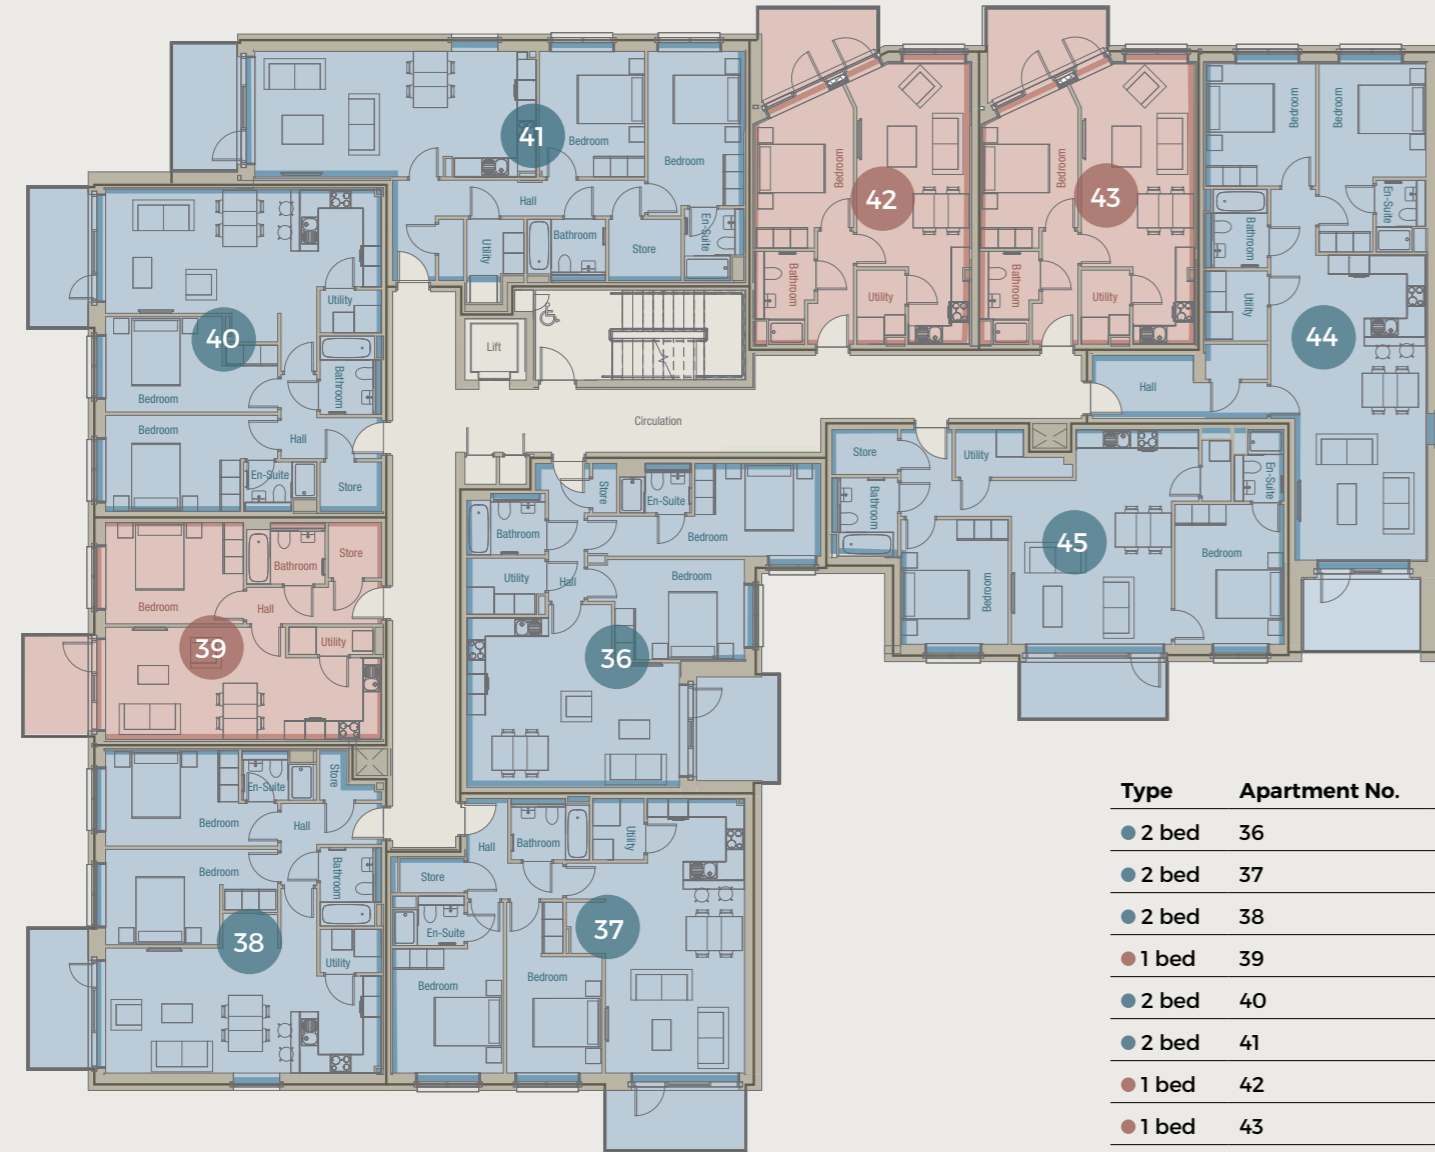 41
Bedroom
Bedroom
Hall
Utility
Bathroom
Store
En-Suite
42
Bedroom
Bathroom
Utility
43
Bedroom
Bathroom
Utility
Bedroom
Bedroom
En-Suite
Bathroom
Utility
44
Hall
40
Utility
Bathroom
Bedroom
Bedroom
Hall
En-Suite
Store
Lift
Circulation
Store
Utility
Bathroom
En-Suite
45
Bedroom
Bedroom
Store
En-Suite
Bathroom
Bedroom
Utility
Hall
Bedroom
36
Store
Bathroom
Bedroom
Hall
Utility
39
En-Suite
Store
Bedroom
Hall
Bedroom
Bathroom
38
Utility
Hall
Bathroom
Utility
Store
En-Suite
37
Bedroom
Bedroom
Type Apartment No.
2 bed 36
2 bed 37
2 bed 38
1 bed 39
2 bed 40
2 bed 41
1 bed 42
1 bed 43